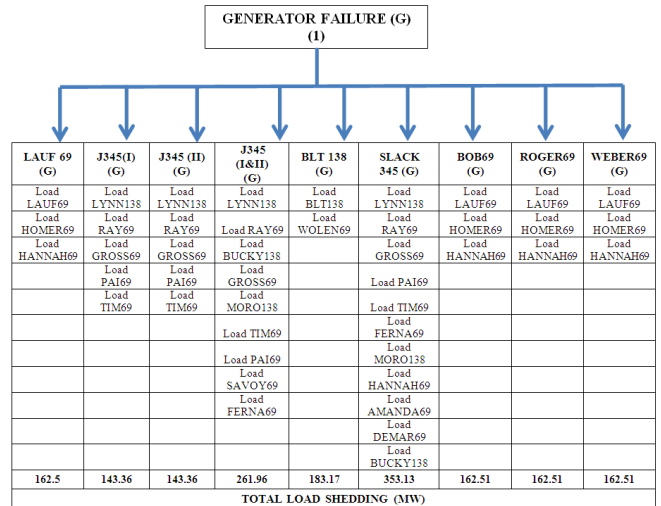 GENERATOR FAILURE (G)
(1)
LAUF 69 (G) J345(I) (G) J345 (II) (G) J345 (I&II) (G) BLT 138 (G) SLACK 345 (G) BOB69 (G) ROGER69 (G) WEBER69 (G)
Load LAUF69 Load LYNN138 Load LYNN138 Load LYNN138 Load BLT138 Load LYNN138 Load LAUF69 Load LAUF69 Load LAUF69
Load HOMER69 Load RAY69 Load RAY69 Load RAY69 Load WOLEN69 Load RAY69 Load HOMER69 Load HOMER69 Load HOMER69
Load HANNAH69 Load GROSS69 Load GROSS69 Load BUCKY138 Load GROSS69 Load HANNAH69 Load HANNAH69 Load HANNAH69
Load PAI69 Load PAI69 Load GROSS69 Load PAI69
Load TIM69 Load TIM69 Load MORO138 Load TIM69
Load TIM69 Load FERNA69
Load PAI69 Load MORO138
Load SAVOY69 Load HANNAH69
Load FERNA69 Load AMANDA69
Load DEMAR69
Load BUCKY138
162.5 143.36 143.36 261.96 183.17 353.13 162.51 162.51 162.51
TOTAL LOAD SHEDDING (MW)